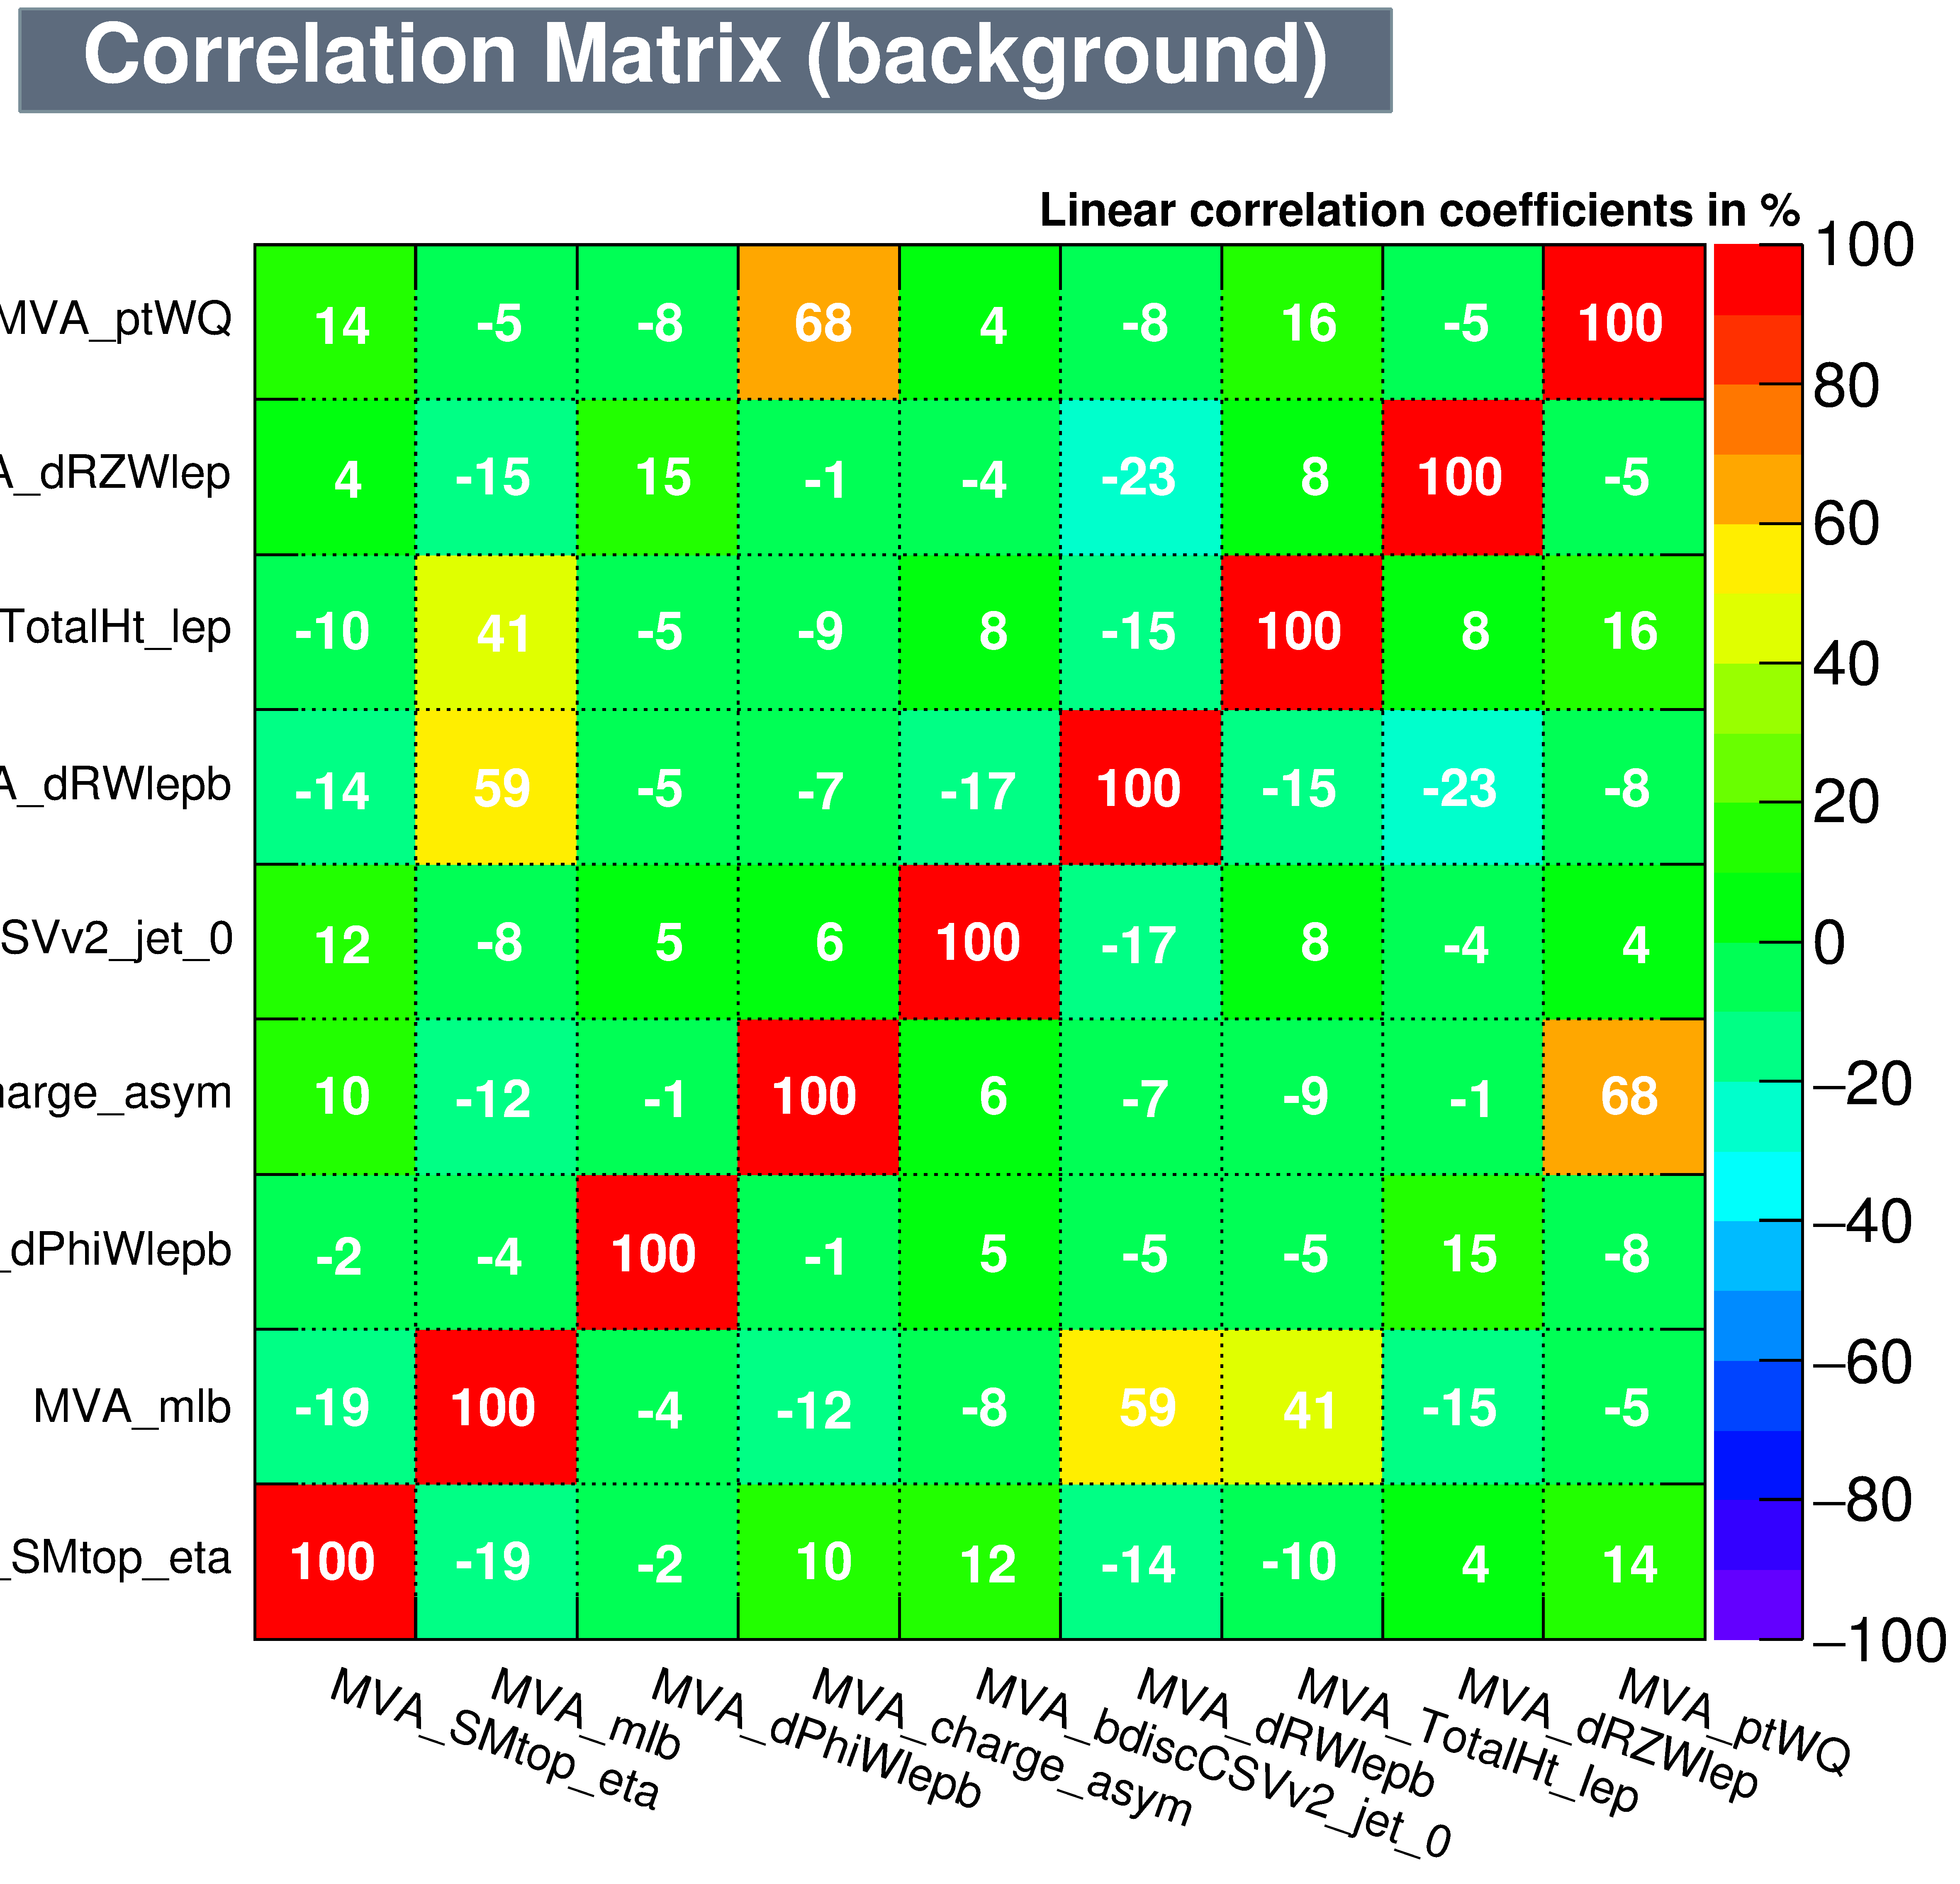 Correlation Matrix (background)
Linear correlation coefficients in %
100
MVA_ptWQ 14 -5 -8 68 4 -8 16 -5 100
80
A_dRZWlep 4 -15 15 -1 -4 -23 8 100 -5
60
TotalHt_lep -10 41 -5 -9 8 -15 100 8 16
40
A_dRWlepb -14 59 -5 -7 -17 100 -15 -23 -8
20
SVv2_jet_0 12 -8 5 6 100 -17 8 -4 4
0
harge_asym 10 -12 -1 100 6 -7 -9 -1 68
−20
_dPhiWlepb -2 -4 100 -1 5 -5 -5 15 -8
−40
MVA_mlb -19 100 -4 -12 -8 59 41 -15 -5
−60
_SMtop_eta 100 -19 -2 10 12 -14 -10 4 14
−80
−100
MVA_SMtop_eta
MVA_mlb
MVA_dPhiWlepb
MVA_charge_asym
MVA_bdiscCSVv2_jet_0
MVA_dRWlepb
MVA_TotalHt_lep
MVA_dRZWlep
MVA_ptWQ